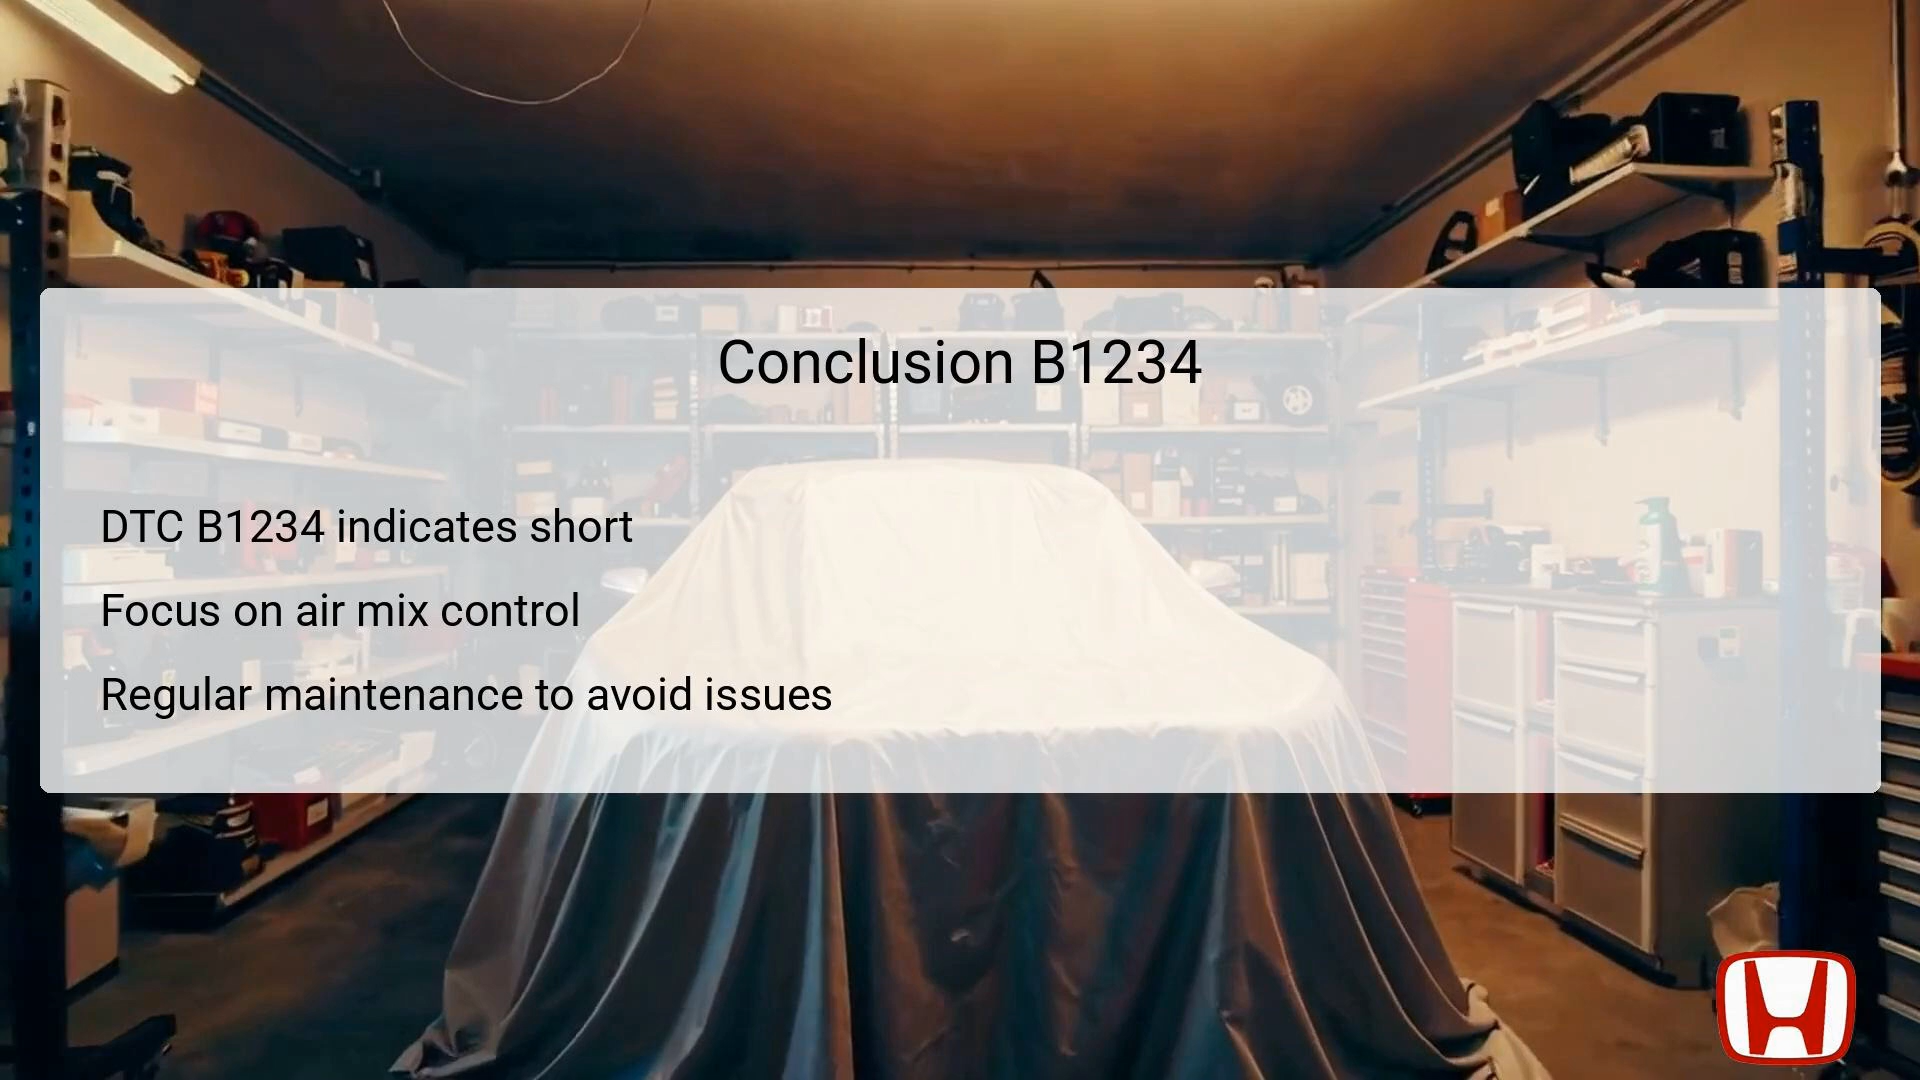 Conclusion B1234
DTC B1234 indicates short
Focus on air mix control
Regular maintenance to avoid issues